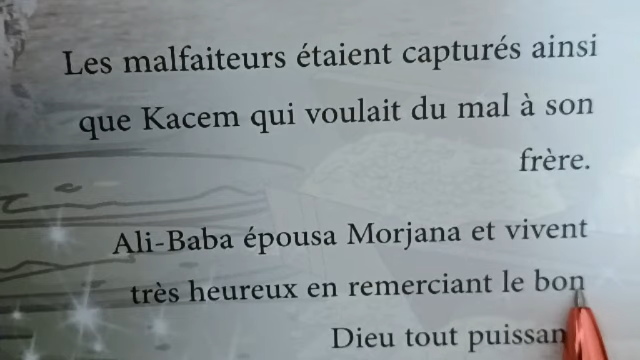 Les malfaiteurs étaient capturés ainsi
que Kacem qui voulait du mal à son
frère.
Ali-Baba épousa Morjana et vivent
très heureux en remerciant le bon
Dieu tout puissan